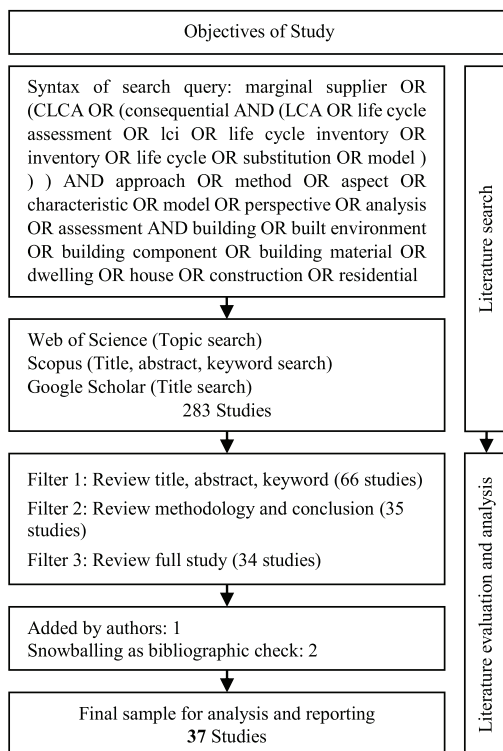 Objectives of Study
Syntax of search query: marginal supplier OR
(CLCA OR (consequential AND (LCA OR life cycle
assessment OR lci OR life cycle inventory OR
inventory OR life cycle OR substitution OR model )
) ) AND approach OR method OR aspect OR
characteristic OR model OR perspective OR analysis
OR assessment AND building OR built environment
OR building component OR building material OR
dwelling OR house OR construction OR residential
Web of Science (Topic search)
Scopus (Title, abstract, keyword search)
Google Scholar (Title search)
283 Studies
Literature search
Filter 1: Review title, abstract, keyword (66 studies)
Filter 2: Review methodology and conclusion (35
studies)
Filter 3: Review full study (34 studies)
Added by authors: 1
Snowballing as bibliographic check: 2
Final sample for analysis and reporting
37 Studies
Literature evaluation and analysis